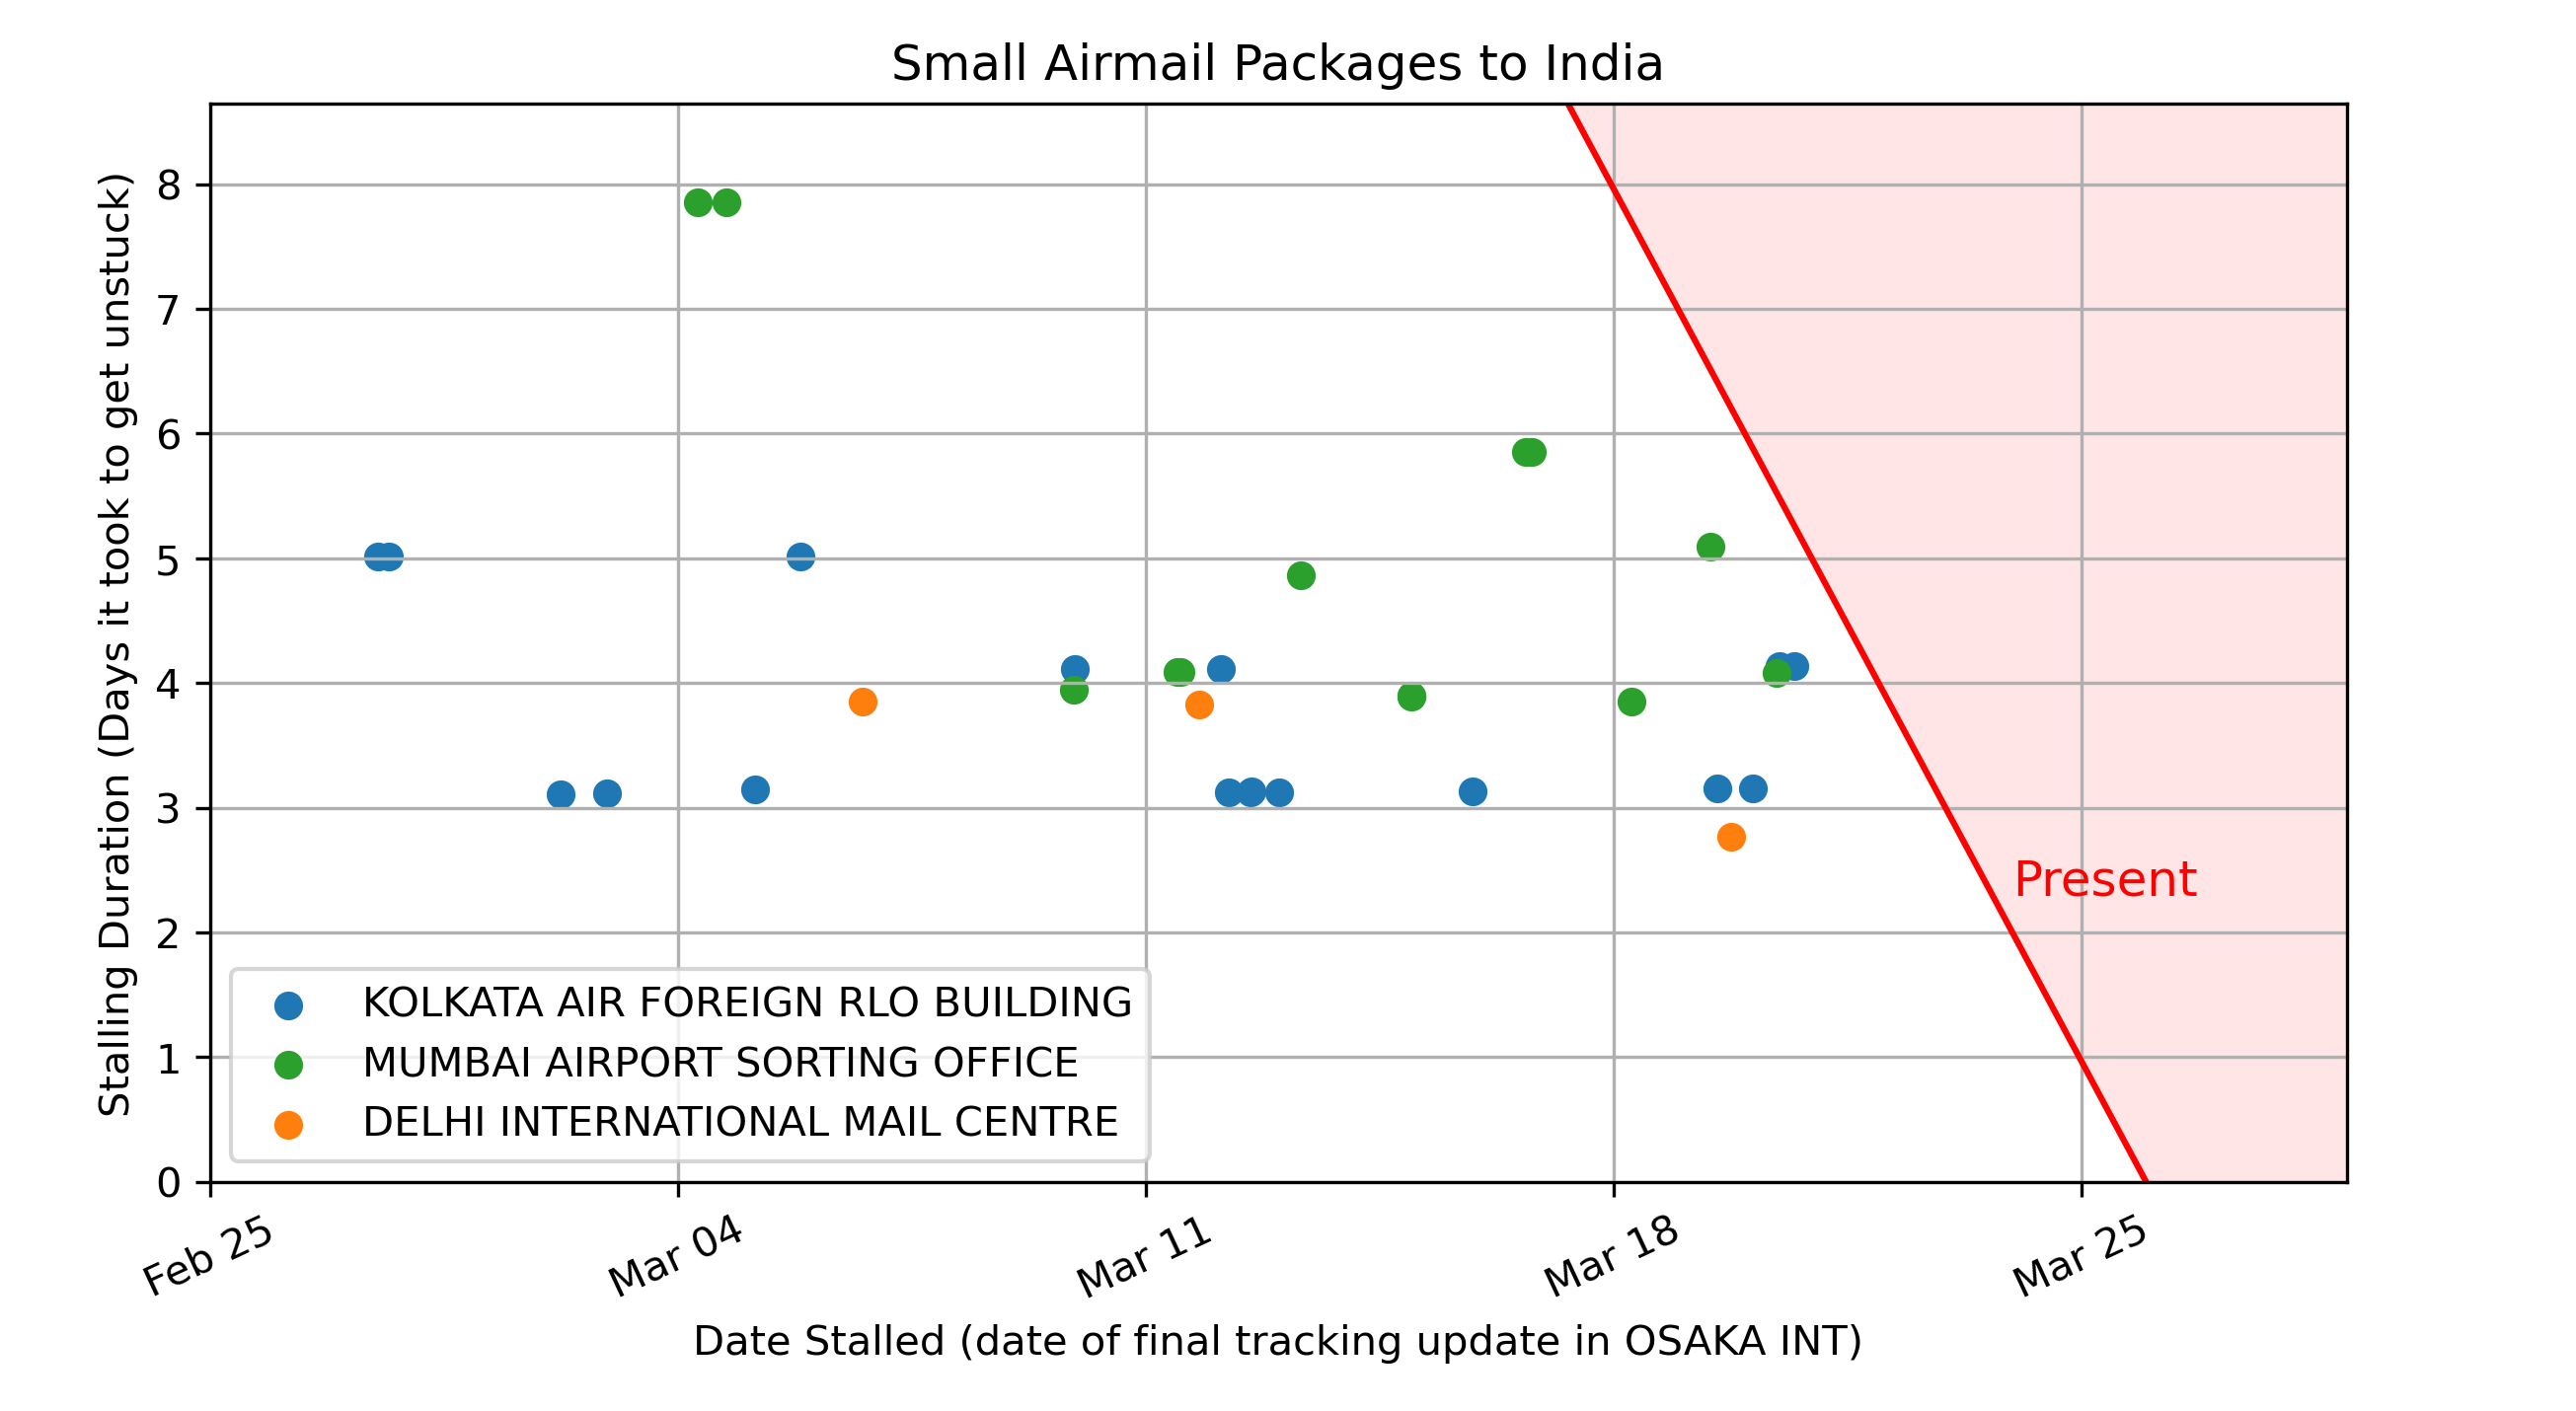 Small Airmail Packages to India
Stalling Duration (Days it took to get unstuck)
8
7
6
5
4
3
2
1
0
Present
KOLKATA AIR FOREIGN RLO BUILDING
MUMBAI AIRPORT SORTING OFFICE
DELHI INTERNATIONAL MAIL CENTRE
Feb 25
Mar 04
Mar 11
Mar 18
Mar 25
Date Stalled (date of final tracking update in OSAKA INT)